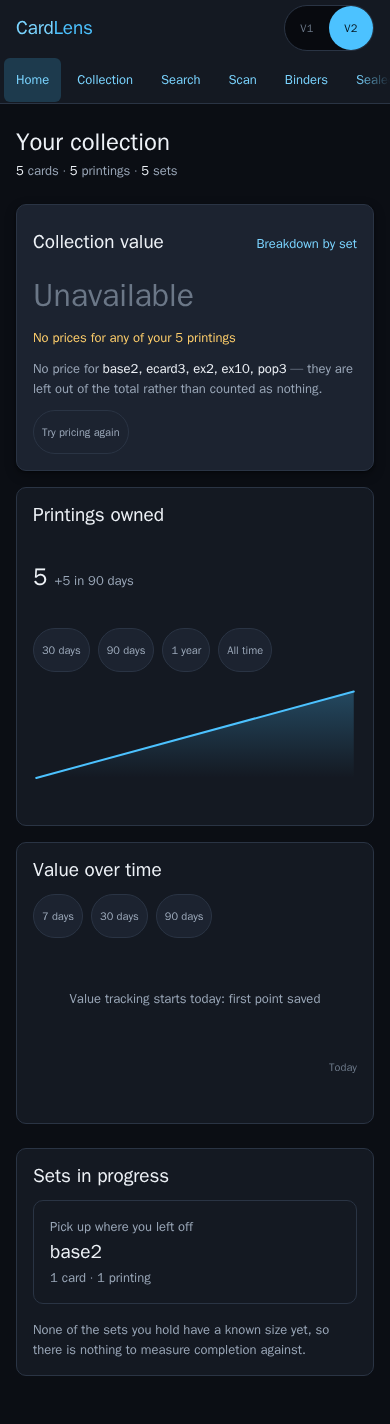 CardLens
V1
V2
Home
Collection
Search
Scan
Binders
Seale
Your collection
5 cards · 5 printings · 5 sets
Collection value
Breakdown by set
Unavailable
No prices for any of your 5 printings
No price for base2, ecard3, ex2, ex10, pop3 — they are
left out of the total rather than counted as nothing.
Try pricing again
Printings owned
5 +5 in 90 days
30 days
90 days
1 year
All time
Value over time
7 days
30 days
90 days
Value tracking starts today: first point saved
Today
Sets in progress
Pick up where you left off
base2
1 card · 1 printing
None of the sets you hold have a known size yet, so
there is nothing to measure completion against.